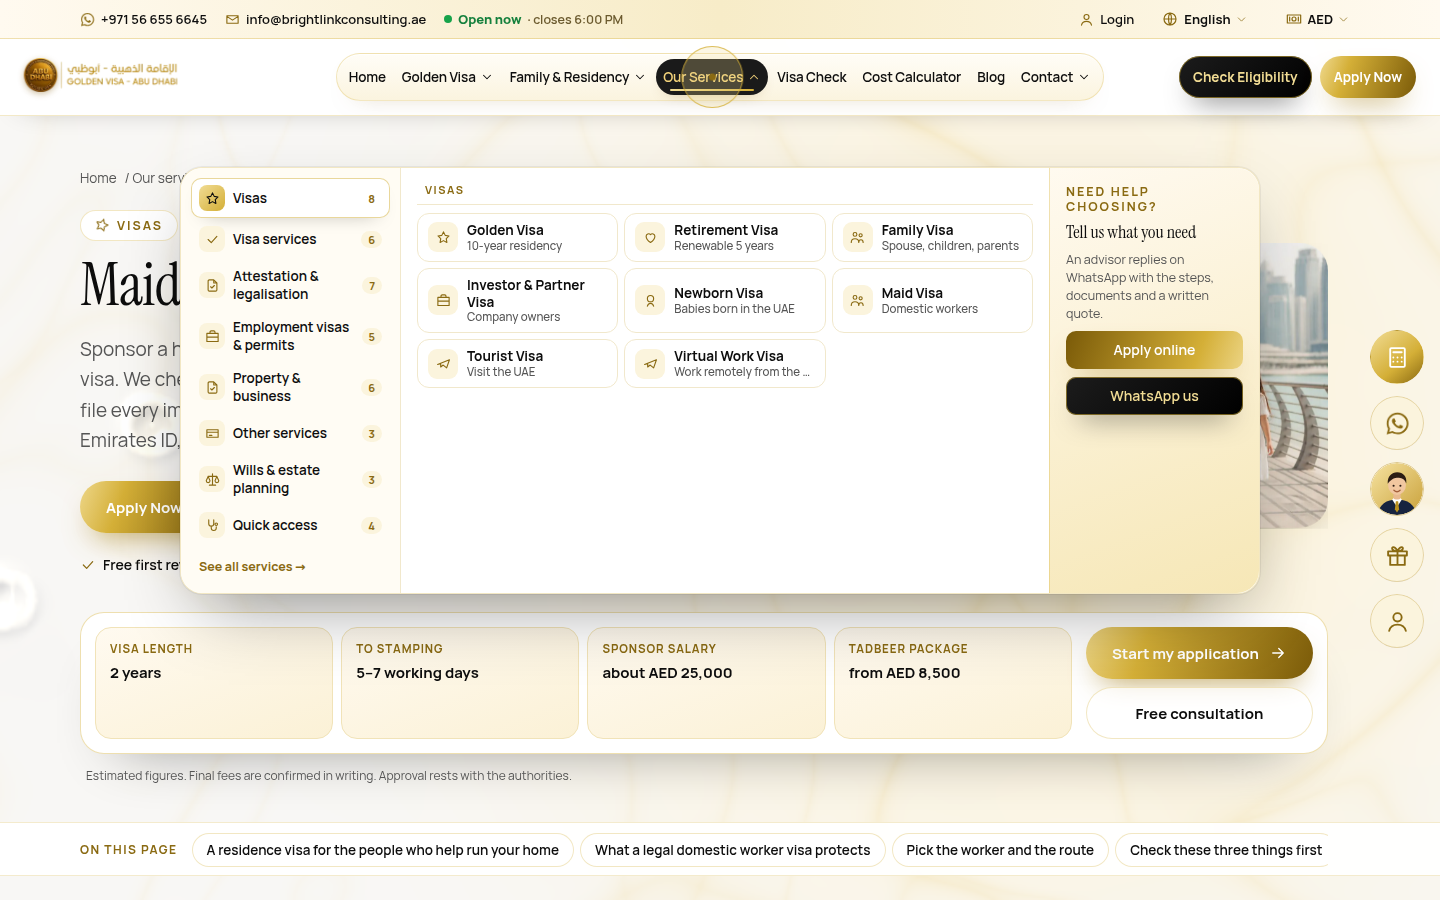 +971 56 655 6645
info@brightlinkconsulting.ae
Open now · closes 6:00 PM
Login
English
AED
ABU DHABI
الإقامة الذهبية - أبوظبي
GOLDEN VISA - ABU DHABI
Home
Golden Visa
Family & Residency
Our Services
Visa Check
Cost Calculator
Blog
Contact
Check Eligibility
Apply Now
Home / Our serv
VISAS
Maid
Sponsor a h
visa. We che
file every im
Emirates ID,
Apply Now
Free first re
Visas 8
Visa services 6
Attestation &
legalisation 7
Employment visas
& permits 5
Property &
business 6
Other services 3
Wills & estate
planning 3
Quick access 4
See all services →
VISAS
Golden Visa
10-year residency
Retirement Visa
Renewable 5 years
Family Visa
Spouse, children, parents
Investor & Partner
Visa
Company owners
Newborn Visa
Babies born in the UAE
Maid Visa
Domestic workers
Tourist Visa
Visit the UAE
Virtual Work Visa
Work remotely from the ...
NEED HELP
CHOOSING?
Tell us what you need
An advisor replies on
WhatsApp with the steps,
documents and a written
quote.
Apply online
WhatsApp us
VISA LENGTH
2 years
TO STAMPING
5–7 working days
SPONSOR SALARY
about AED 25,000
TADBEER PACKAGE
from AED 8,500
Start my application →
Free consultation
Estimated figures. Final fees are confirmed in writing. Approval rests with the authorities.
ON THIS PAGE
A residence visa for the people who help run your home
What a legal domestic worker visa protects
Pick the worker and the route
Check these three things first